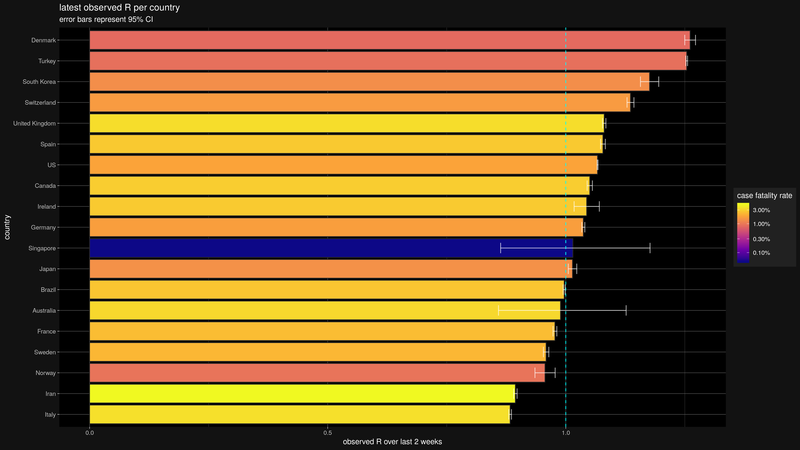 latest observed R per country
error bars represent 95% CI
country
Denmark
Turkey
South Korea
Switzerland
United Kingdom
Spain
US
Canada
Ireland
Germany
Singapore
Japan
Brazil
Australia
France
Sweden
Norway
Iran
Italy
0.0
0.5
1.0
observed R over last 2 weeks
case fatality rate
3.00%
1.00%
0.30%
0.10%